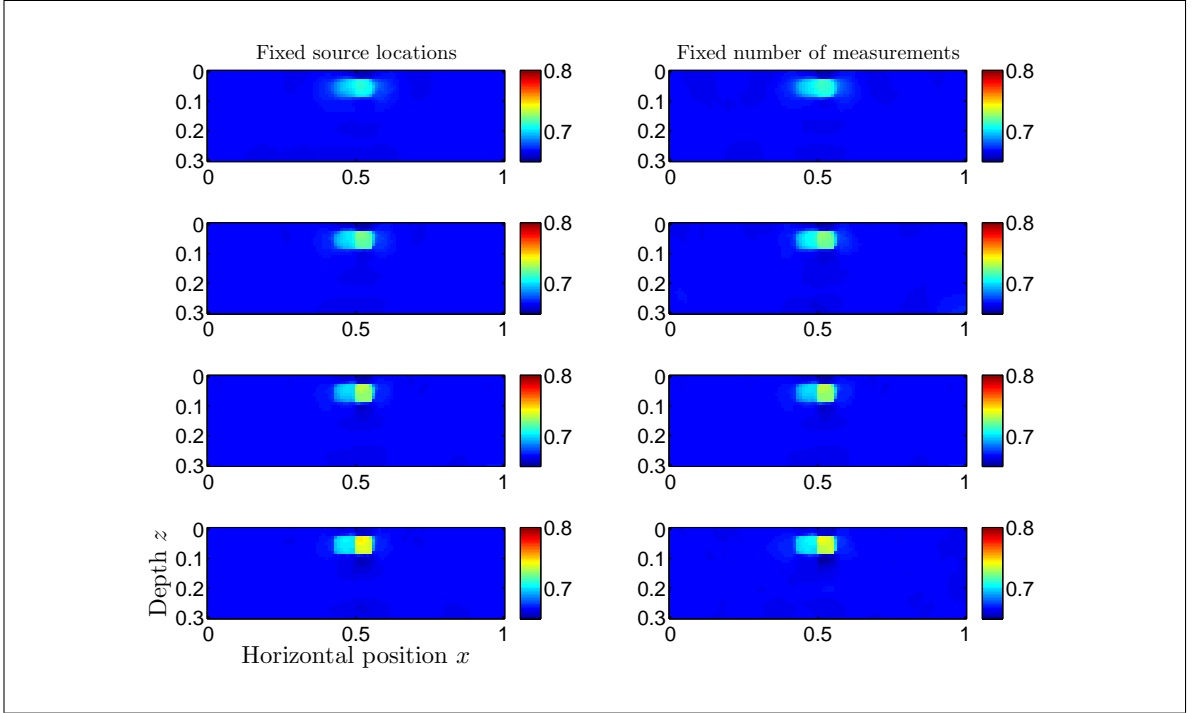 Fixed source locations Fixed number of measurements
0 0.8 0 0.8
0.1 0.1
0.2 0.7 0.2 0.7
0.3 0.3
0 0.5 1 0 0.5 1
0 0.8 0 0.8
0.1 0.1
0.2 0.7 0.2 0.7
0.3 0.3
0 0.5 1 0 0.5 1
0 0.8 0 0.8
0.1 0.1
0.2 0.7 0.2 0.7
0.3 0.3
0 0.5 1 0 0.5 1
Depth z
0 0.8 0 0.8
0.1 0.1
0.2 0.7 0.2 0.7
0.3 0.3
0 0.5 1 0 0.5 1
Horizontal position x